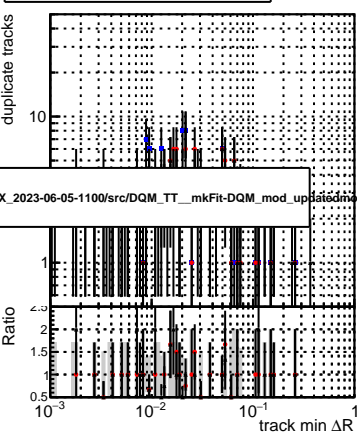 duplicate tracks
10
X_2023-06-05-1100/src/DQM_TT__mkFit-DQM_mod_updatedmo
1
Ratio
2.5
2
1.5
1
0.5
10⁻³ 10⁻² 10⁻¹ 1
track min ΔR